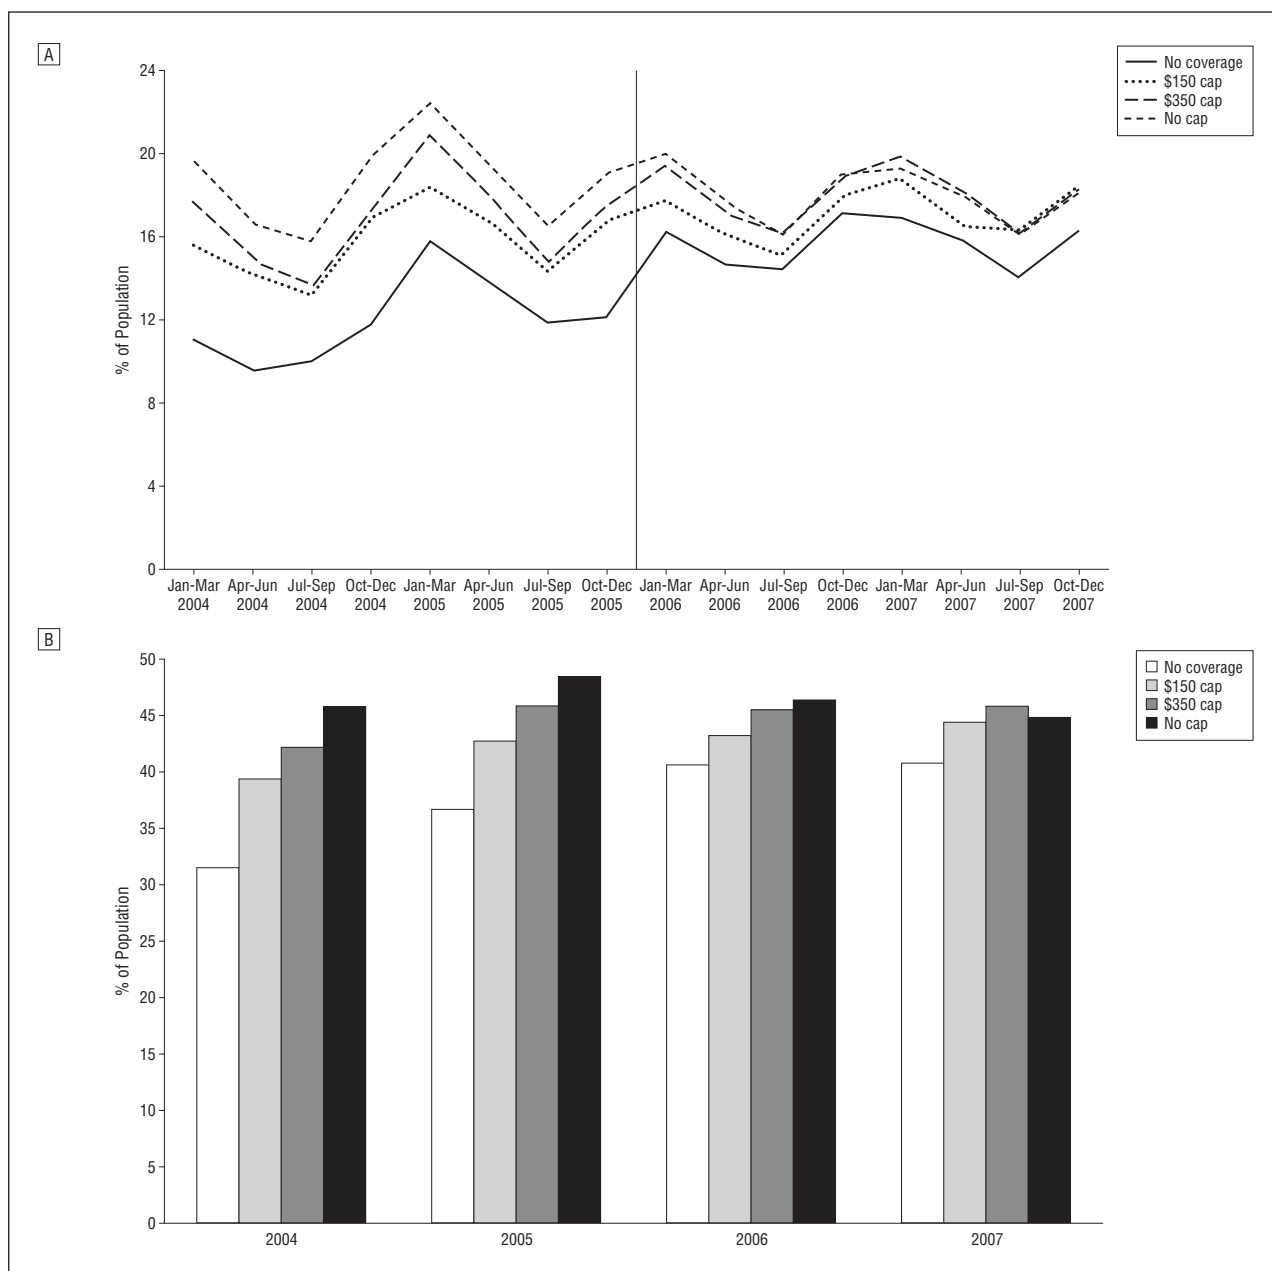 A
No coverage
$150 cap
$350 cap
No cap
24
20
16
12
8
4
0
% of Population
Jan-Mar Apr-Jun Jul-Sep Oct-Dec Jan-Mar Apr-Jun Jul-Sep Oct-Dec Jan-Mar Apr-Jun Jul-Sep Oct-Dec Jan-Mar Apr-Jun Jul-Sep Oct-Dec
2004 2004 2004 2004 2005 2005 2005 2005 2006 2006 2006 2006 2007 2007 2007 2007
B
No coverage
$150 cap
$350 cap
No cap
50
45
40
35
30
25
20
15
10
5
0
% of Population
2004 2005 2006 2007